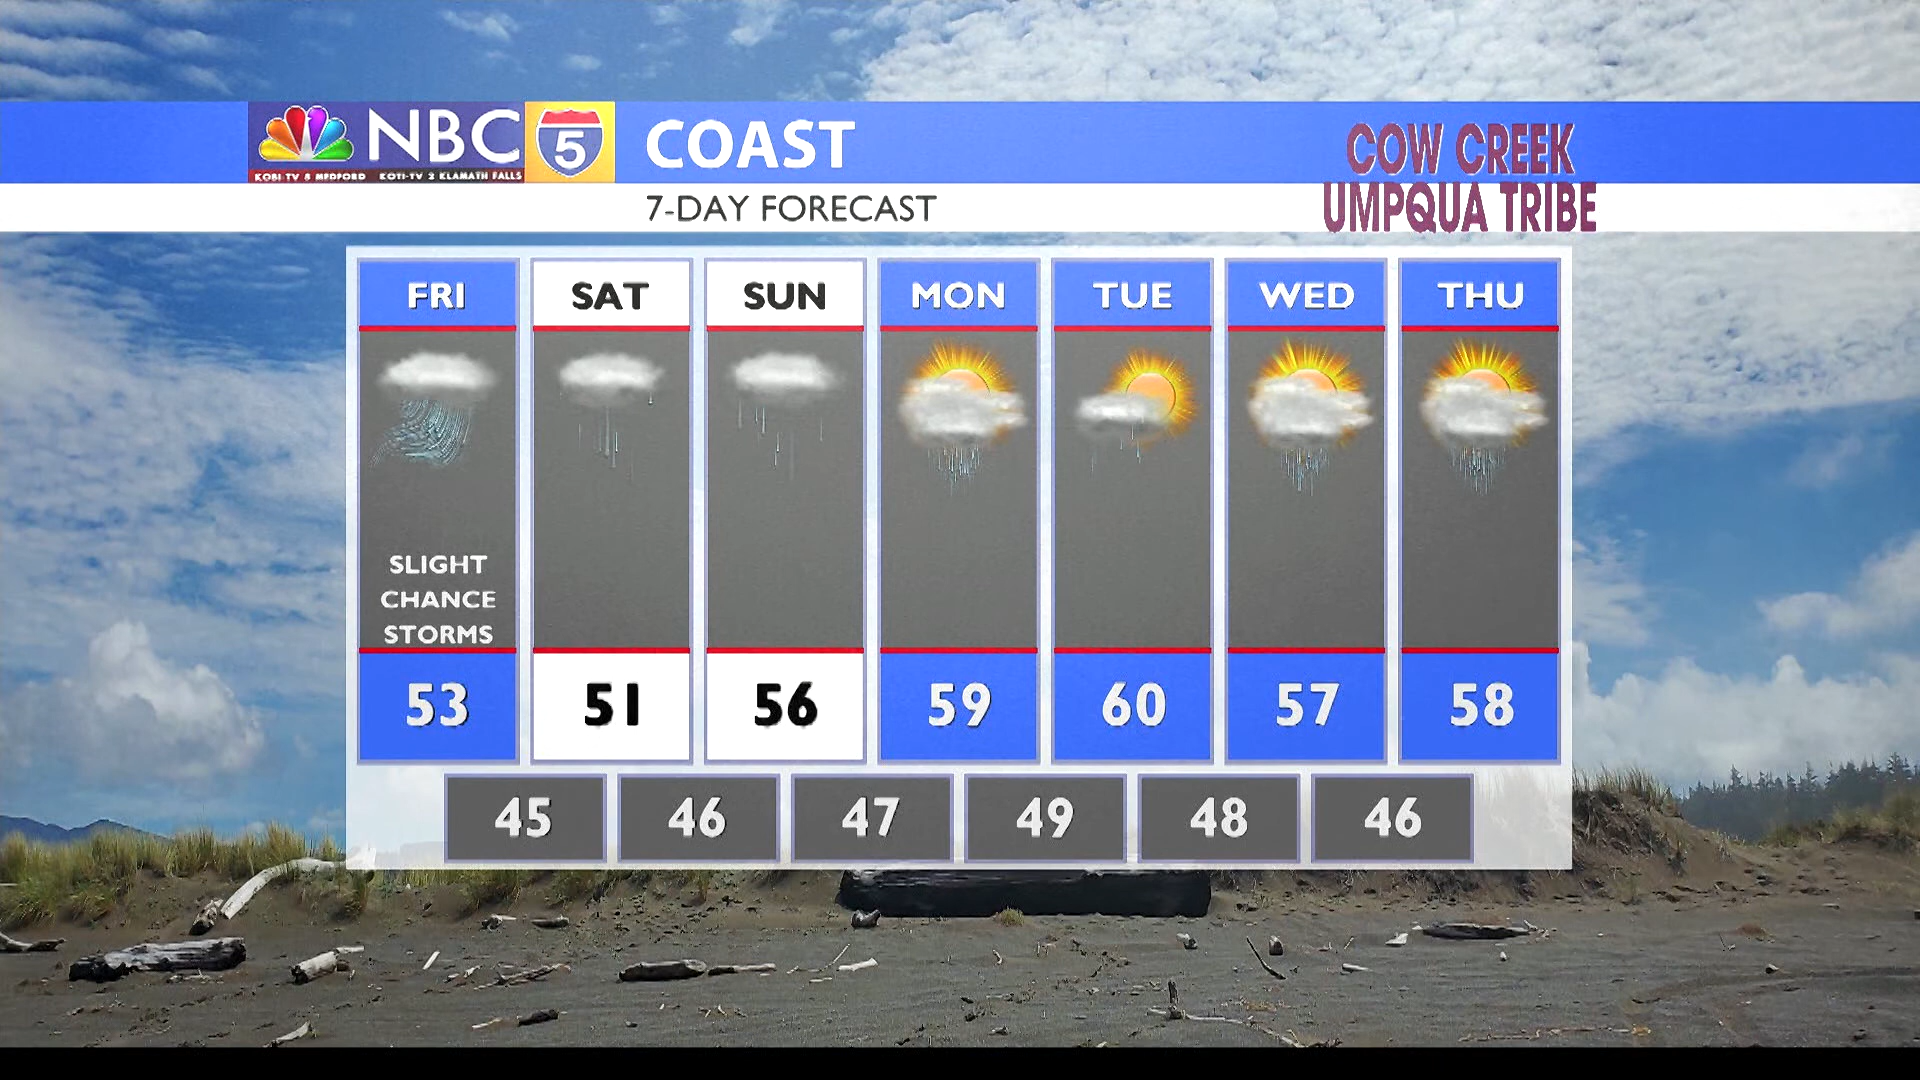 NBC 5
KOBI-TV 5 MEDFORD KOTI-TV 2 KLAMATH FALLS
COAST
COW CREEK
UMPQUA TRIBE
7-DAY FORECAST
FRI SAT SUN MON TUE WED THU
SLIGHT
CHANCE
STORMS
53 51 56 59 60 57 58
45 46 47 49 48 46